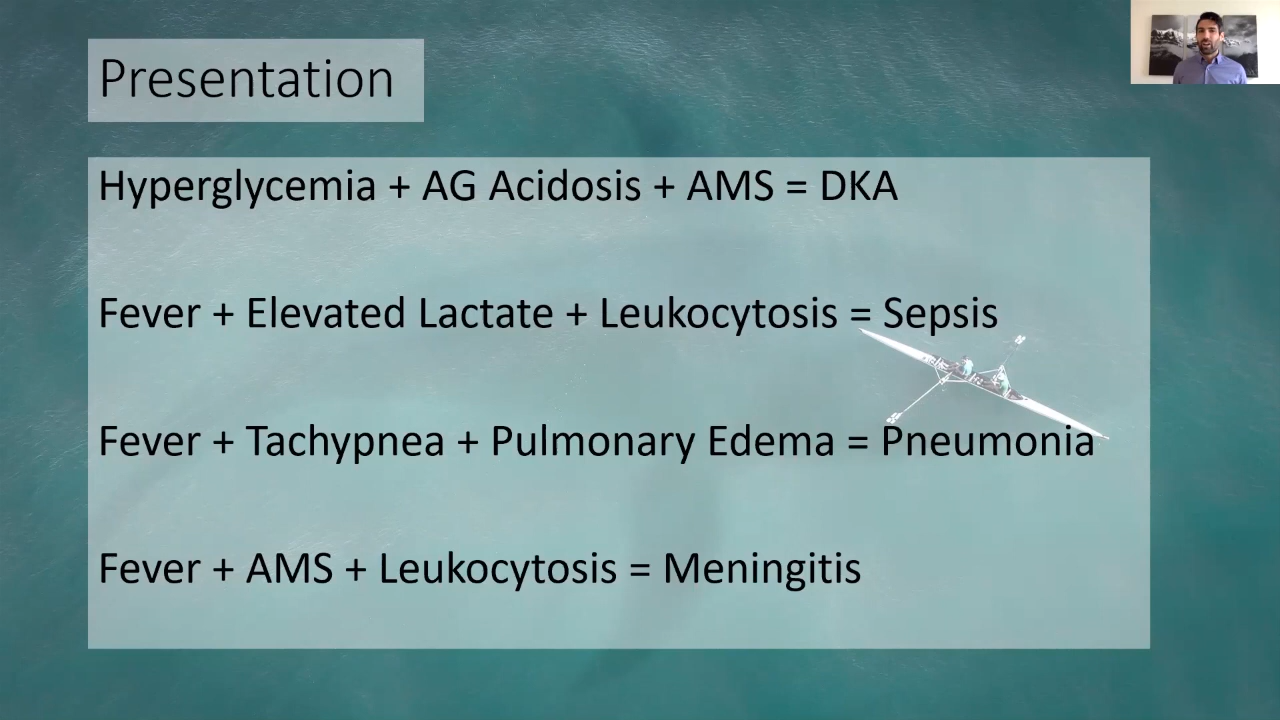 Presentation
Hyperglycemia + AG Acidosis + AMS = DKA
Fever + Elevated Lactate + Leukocytosis = Sepsis
Fever + Tachypnea + Pulmonary Edema = Pneumonia
Fever + AMS + Leukocytosis = Meningitis